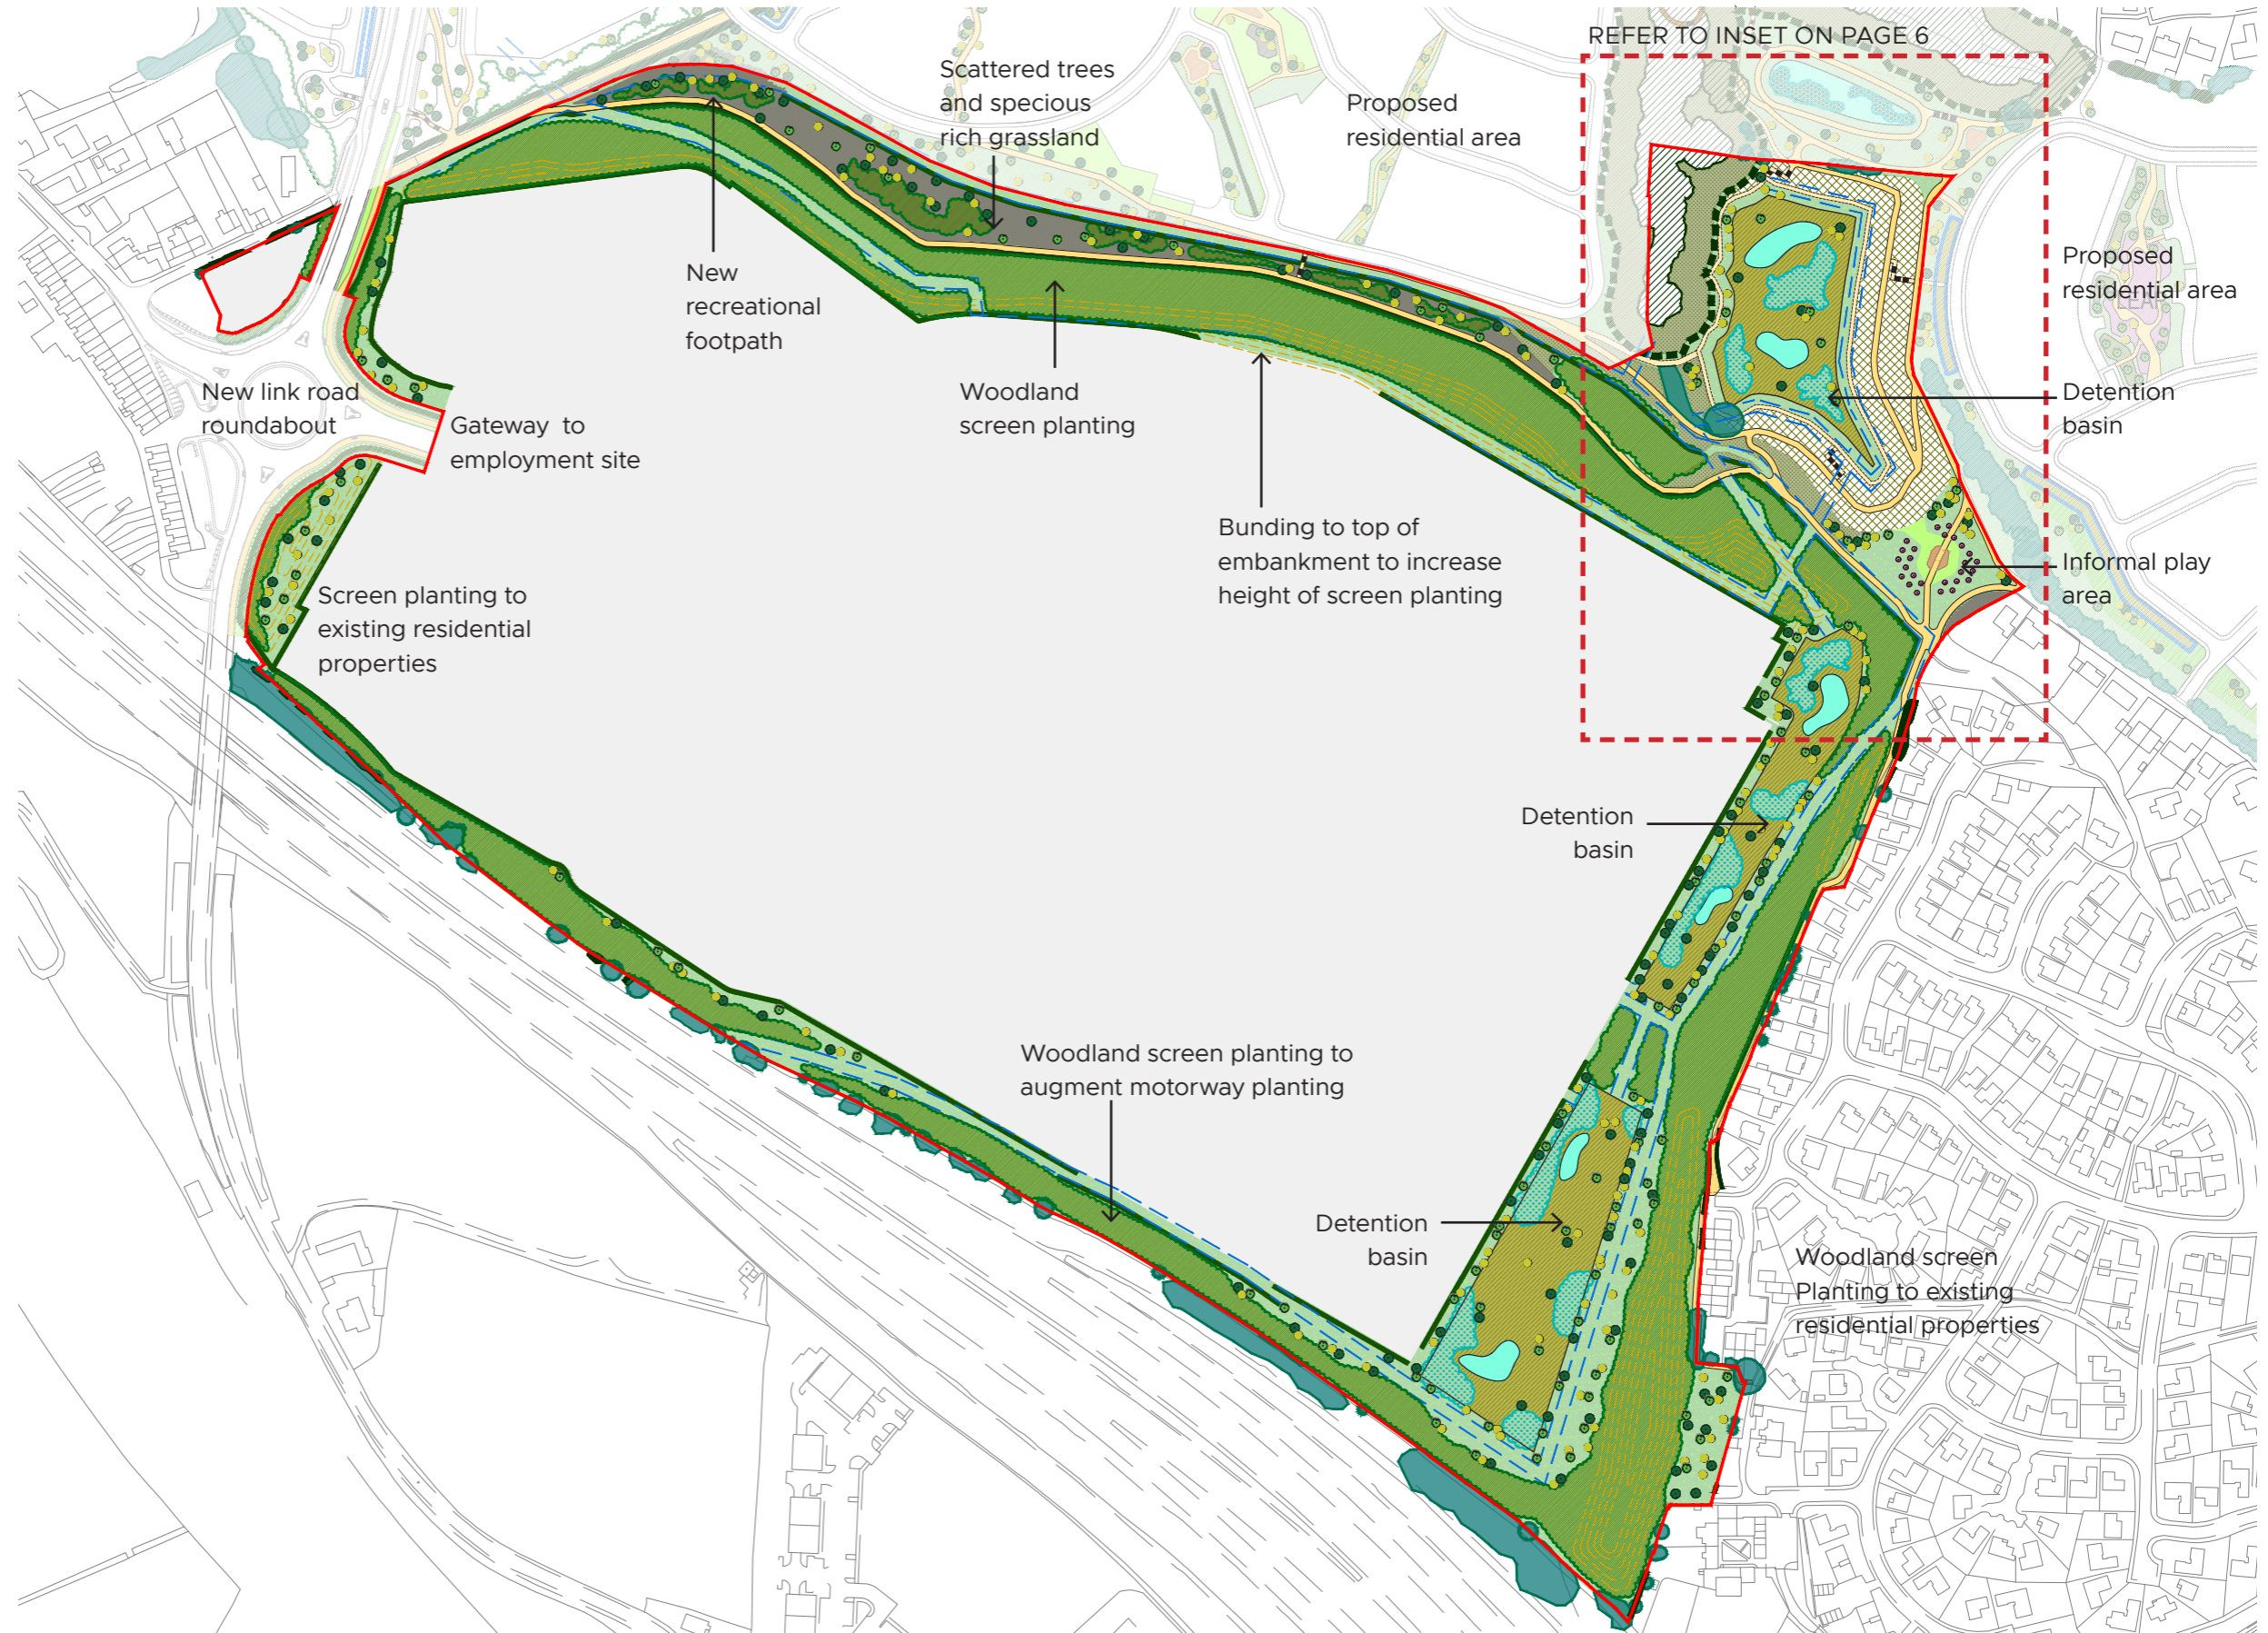 REFER TO INSET ON PAGE 6
Scattered trees
and specious
rich grassland
Proposed
residential area
New
recreational
footpath
Proposed
residential area
LEAP
New link road
roundabout
Gateway to
employment site
Woodland
screen planting
Detention
basin
Bunding to top of
embankment to increase
height of screen planting
Informal play
area
Screen planting to
existing residential
properties
Detention
basin
Woodland screen planting to
augment motorway planting
Detention
basin
Woodland screen
Planting to existing
residential properties